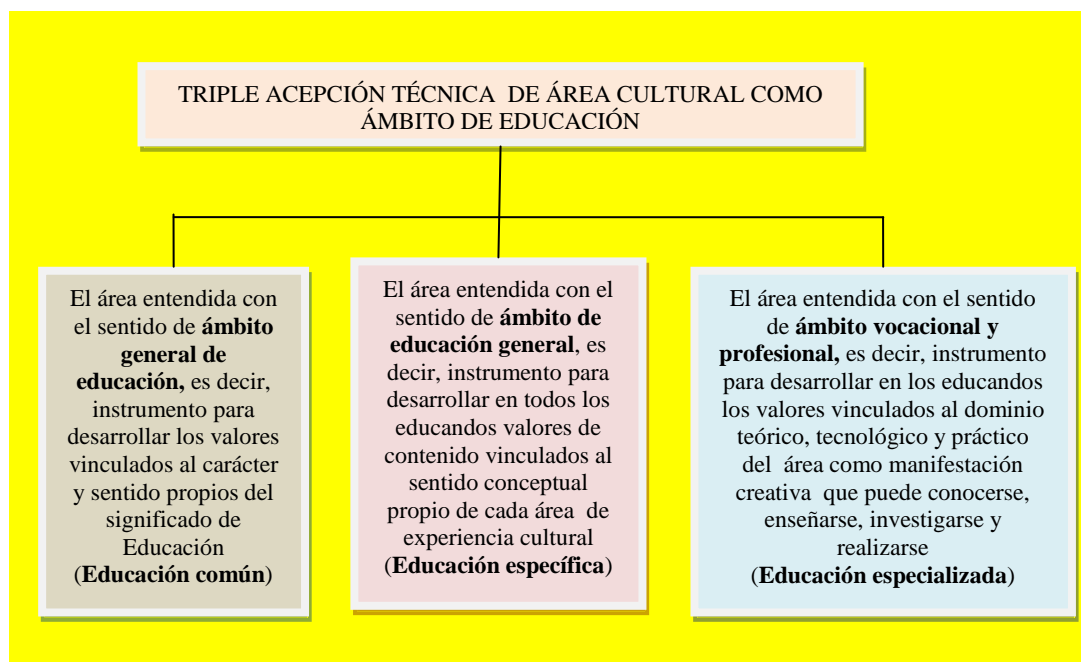 TRIPLE ACEPCIÓN TÉCNICA DE ÁREA CULTURAL COMO
ÁMBITO DE EDUCACIÓN
El área entendida con
el sentido de ámbito
general de
educación, es decir,
instrumento para
desarrollar los valores
vinculados al carácter
y sentido propios del
significado de
Educación
(Educación común)
El área entendida con el
sentido de ámbito de
educación general, es
decir, instrumento para
desarrollar en todos los
educandos valores de
contenido vinculados al
sentido conceptual
propio de cada área de
experiencia cultural
(Educación específica)
El área entendida con el sentido
de ámbito vocacional y
profesional, es decir, instrumento
para desarrollar en los educandos
los valores vinculados al dominio
teórico, tecnológico y práctico
del área como manifestación
creativa que puede conocerse,
enseñarse, investigarse y
realizarse
(Educación especializada)